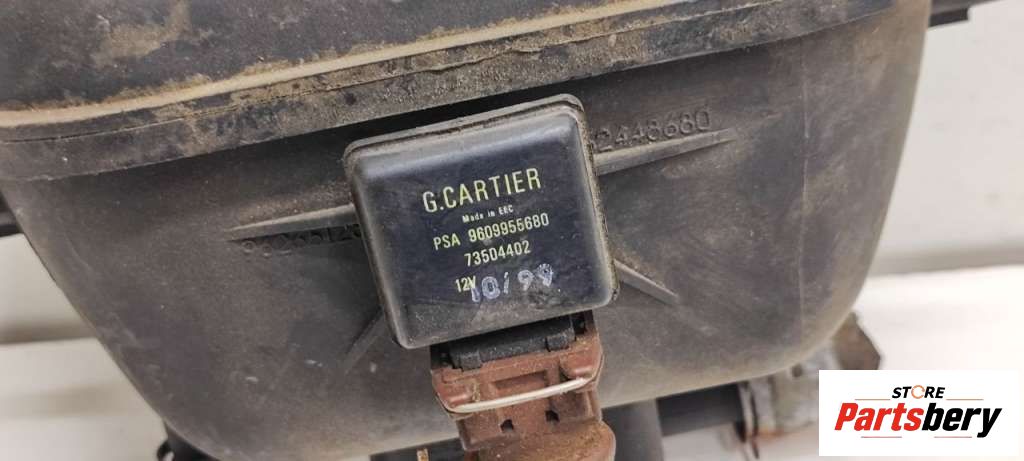 2448680
G.CARTIER
Made in EEC
PSA 9609955680
73504402
12V 10/99
STORE
Partsbery